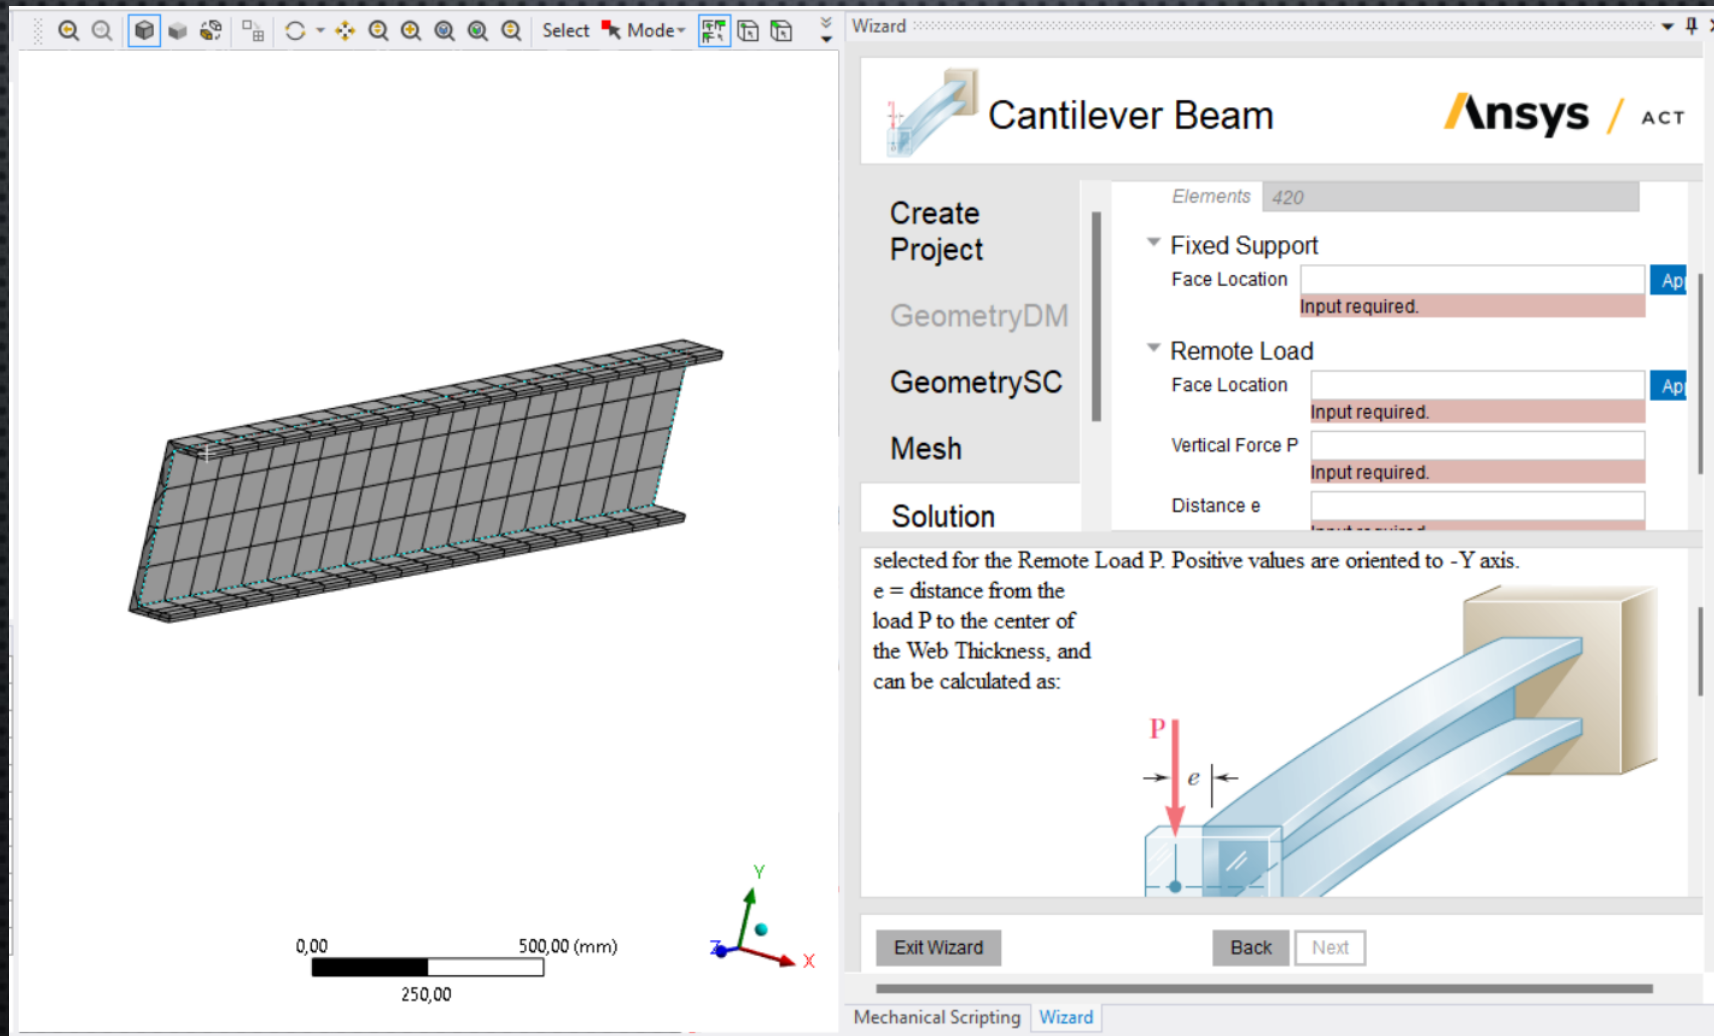 Select Mode
Wizard
Cantilever Beam
Ansys / ACT
Create
Project
GeometryDM
GeometrySC
Mesh
Solution
Elements 420
Fixed Support
Face Location
Input required.
Remote Load
Face Location
Input required.
Vertical Force P
Input required.
Distance e
selected for the Remote Load P. Positive values are oriented to -Y axis.
e = distance from the
load P to the center of
the Web Thickness, and
can be calculated as:
P
e
Y
Z
X
0,00 500,00 (mm)
250,00
Exit Wizard Back Next
Mechanical Scripting Wizard